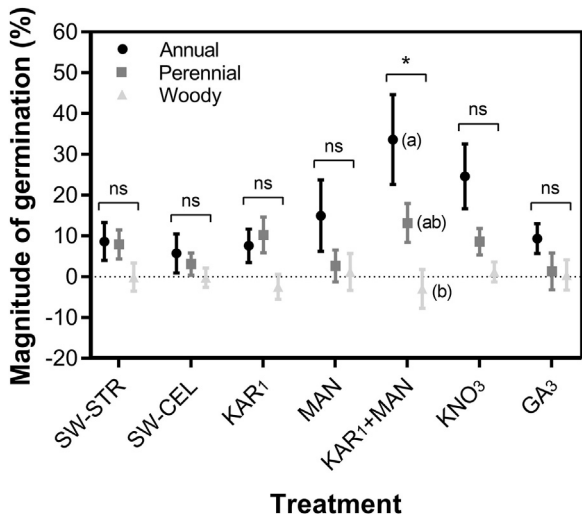 Magnitude of germination (%)
60
50
40
30
20
10
0
-10
-20
Annual
Perennial
Woody
ns
ns
ns
ns
*
ns
ns
(a)
(ab)
(b)
SW-STR
SW-CEL
KAR1
MAN
KAR1+MAN
KNO3
GA3
Treatment